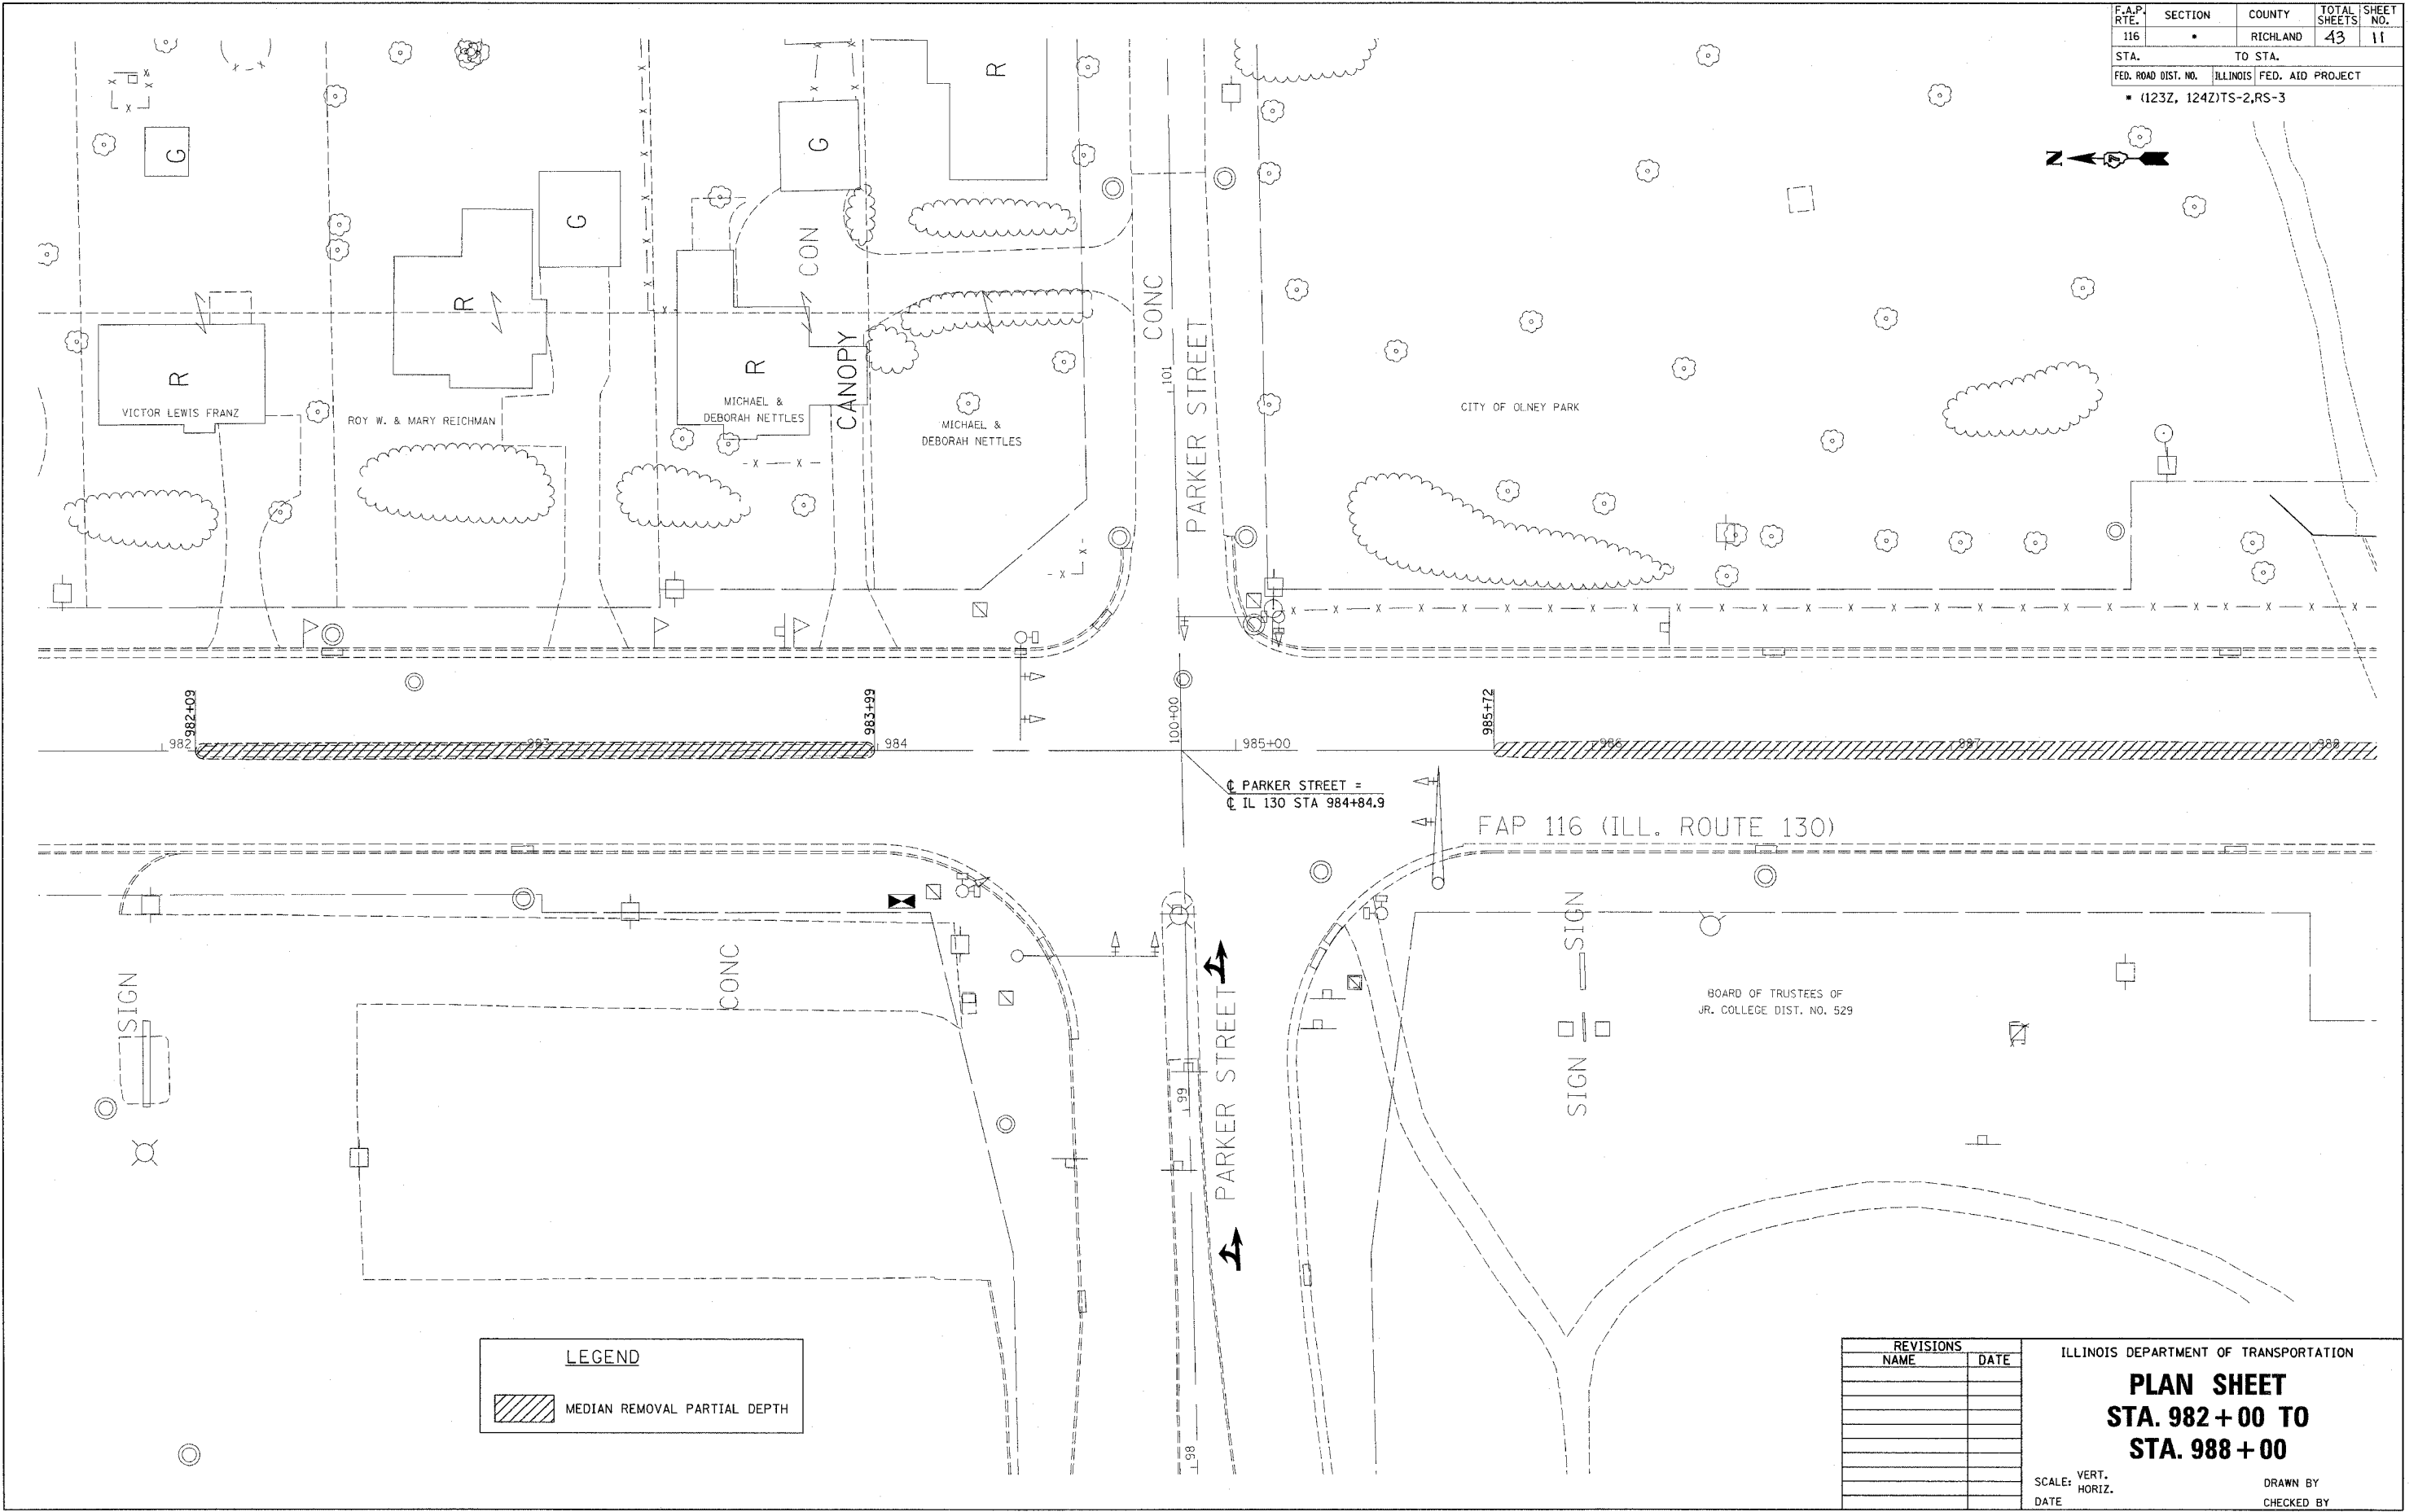 F.A.P. RTE. SECTION COUNTY TOTAL SHEETS SHEET NO.
116 • RICHLAND 43 11
STA. TO STA.
FED. ROAD DIST. NO. ILLINOIS FED. AID PROJECT
* (123Z, 124Z)TS-2,RS-3
N
G
G
G
R
R
R
R
CON
CONC
CANOPY
VICTOR LEWIS FRANZ
ROY W. & MARY REICHMAN
MICHAEL &
DEBORAH NETTLES
MICHAEL &
DEBORAH NETTLES
101
PARKER STREET
CITY OF OLNEY PARK
982+09
983+99
100+00
985+72
982
983
984
985+00
986
987
988
℄ PARKER STREET =
℄ IL 130 STA 984+84.9
FAP 116 (ILL. ROUTE 130)
SIGN
CONC
PARKER STREET
99
98
SIGN
SIGN
BOARD OF TRUSTEES OF
JR. COLLEGE DIST. NO. 529
LEGEND
MEDIAN REMOVAL PARTIAL DEPTH
REVISIONS
NAME DATE
ILLINOIS DEPARTMENT OF TRANSPORTATION
PLAN SHEET
STA. 982+00 TO
STA. 988+00
SCALE: VERT.
HORIZ.
DATE
DRAWN BY
CHECKED BY